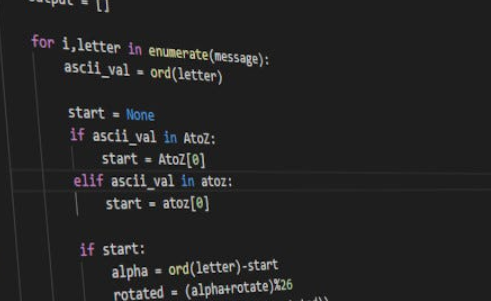 = []
for i,letter in enumerate(message):
ascii_val = ord(letter)
start = None
if ascii_val in AtoZ:
start = AtoZ[0]
elif ascii_val in atoz:
start = atoz[0]
if start:
alpha = ord(letter)-start
rotated = (alpha+rotate)%26